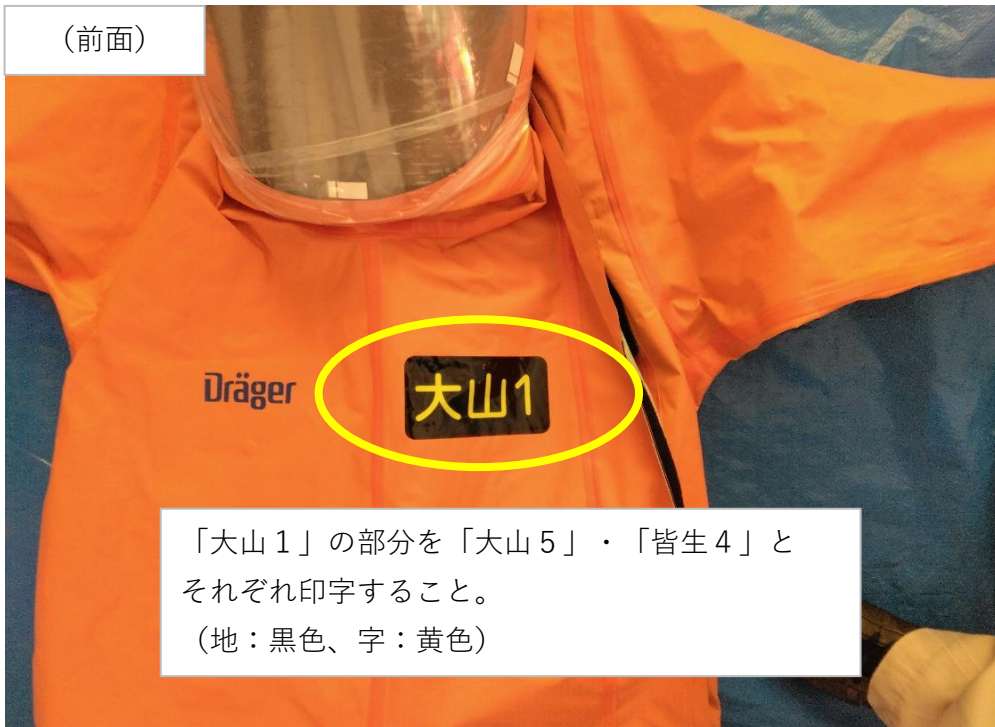 （前面）
Dräger
大山1
「大山１」の部分を「大山５」・「皆生４」と
それぞれ印字すること。
（地：黒色、字：黄色）